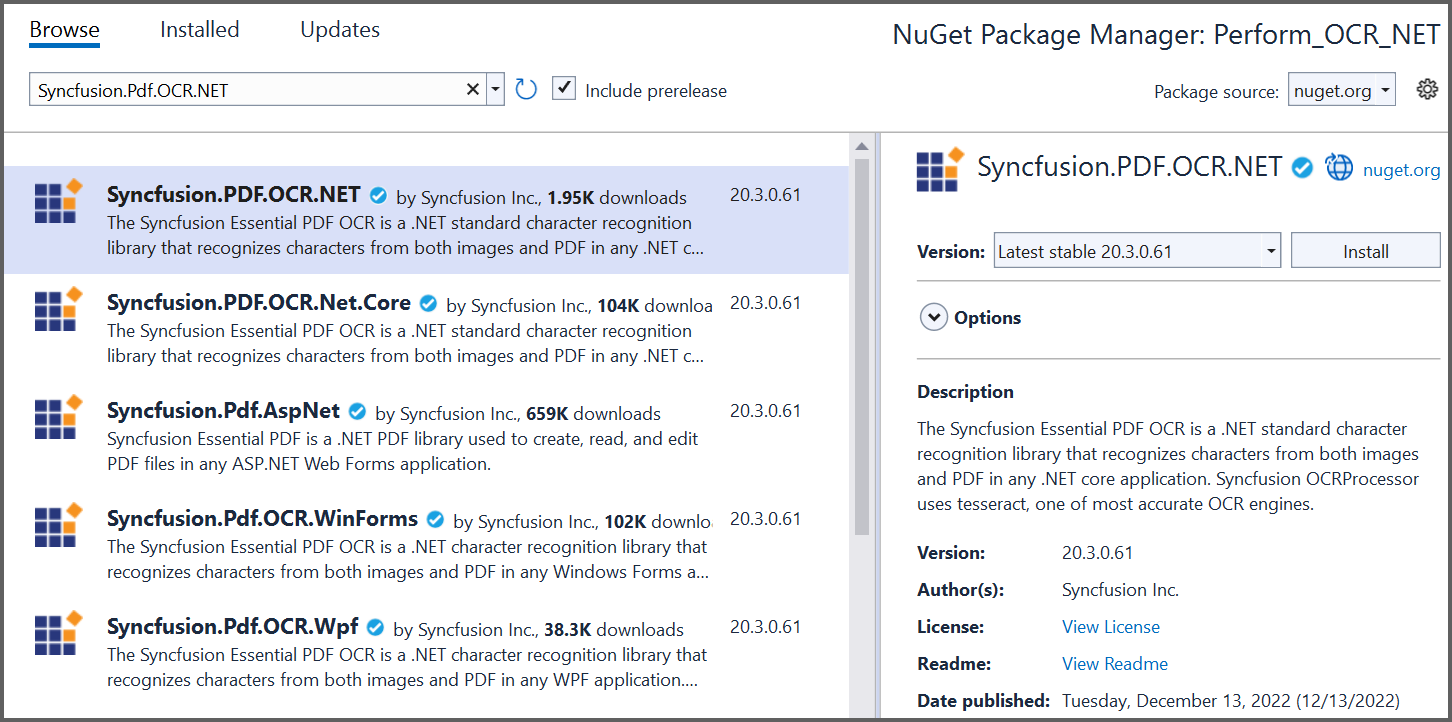 Browse Installed Updates
NuGet Package Manager: Perform_OCR_NET
Syncfusion.Pdf.OCR.NET
Include prerelease
Package source: nuget.org
Syncfusion.PDF.OCR.NET by Syncfusion Inc., 1.95K downloads 20.3.0.61
The Syncfusion Essential PDF OCR is a .NET standard character recognition
library that recognizes characters from both images and PDF in any .NET c...
Syncfusion.PDF.OCR.Net.Core by Syncfusion Inc., 104K downloa 20.3.0.61
The Syncfusion Essential PDF OCR is a .NET standard character recognition
library that recognizes characters from both images and PDF in any .NET c...
Syncfusion.Pdf.AspNet by Syncfusion Inc., 659K downloads 20.3.0.61
Syncfusion Essential PDF is a .NET PDF library used to create, read, and edit
PDF files in any ASP.NET Web Forms application.
Syncfusion.Pdf.OCR.WinForms by Syncfusion Inc., 102K downlo 20.3.0.61
The Syncfusion Essential PDF OCR is a .NET character recognition library that
recognizes characters from both images and PDF in any Windows Forms a...
Syncfusion.Pdf.OCR.Wpf by Syncfusion Inc., 38.3K downloads 20.3.0.61
The Syncfusion Essential PDF OCR is a .NET character recognition library that
recognizes characters from both images and PDF in any WPF application....
Syncfusion.PDF.OCR.NET nuget.org
Version: Latest stable 20.3.0.61 Install
Options
Description
The Syncfusion Essential PDF OCR is a .NET standard character
recognition library that recognizes characters from both images
and PDF in any .NET core application. Syncfusion OCRProcessor
uses tesseract, one of most accurate OCR engines.
Version: 20.3.0.61
Author(s): Syncfusion Inc.
License: View License
Readme: View Readme
Date published: Tuesday, December 13, 2022 (12/13/2022)